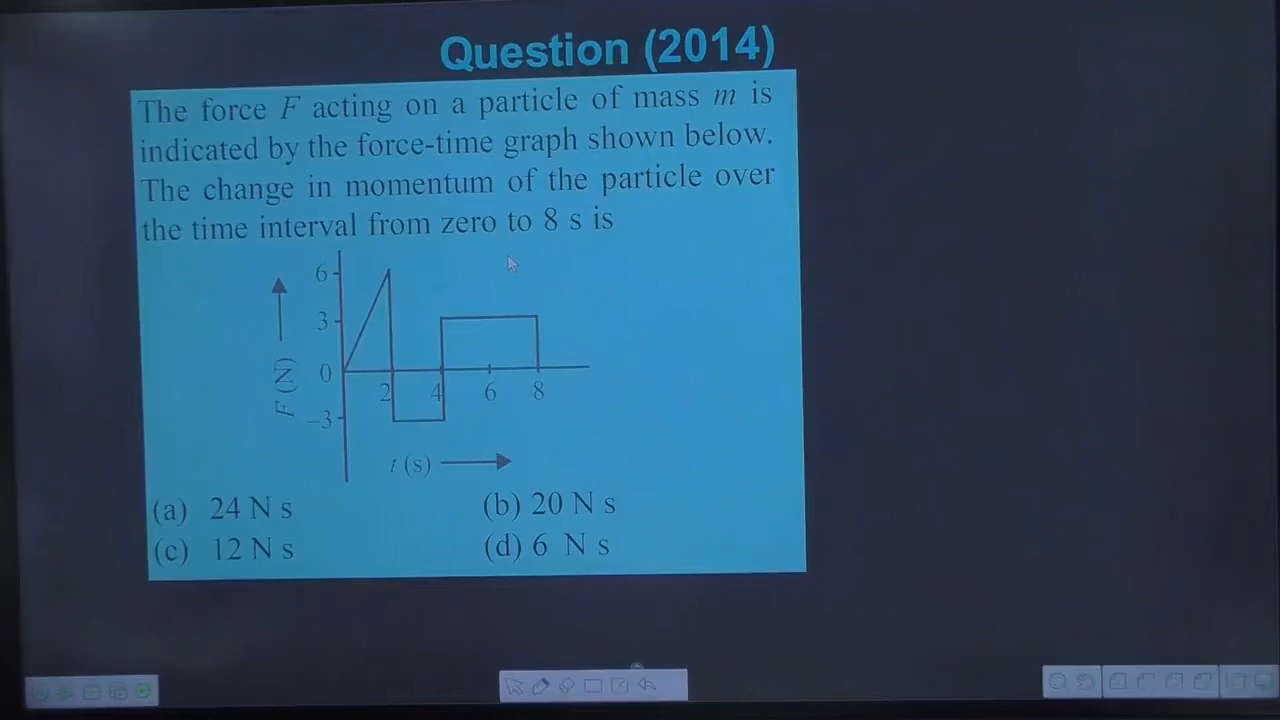 Question (2014)
The force F acting on a particle of mass m is
indicated by the force-time graph shown below.
The change in momentum of the particle over
the time interval from zero to 8 s is
6
3
0
–3
F (N)
2 4 6 8
t (s)
(a) 24 N s (b) 20 N s
(c) 12 N s (d) 6 N s